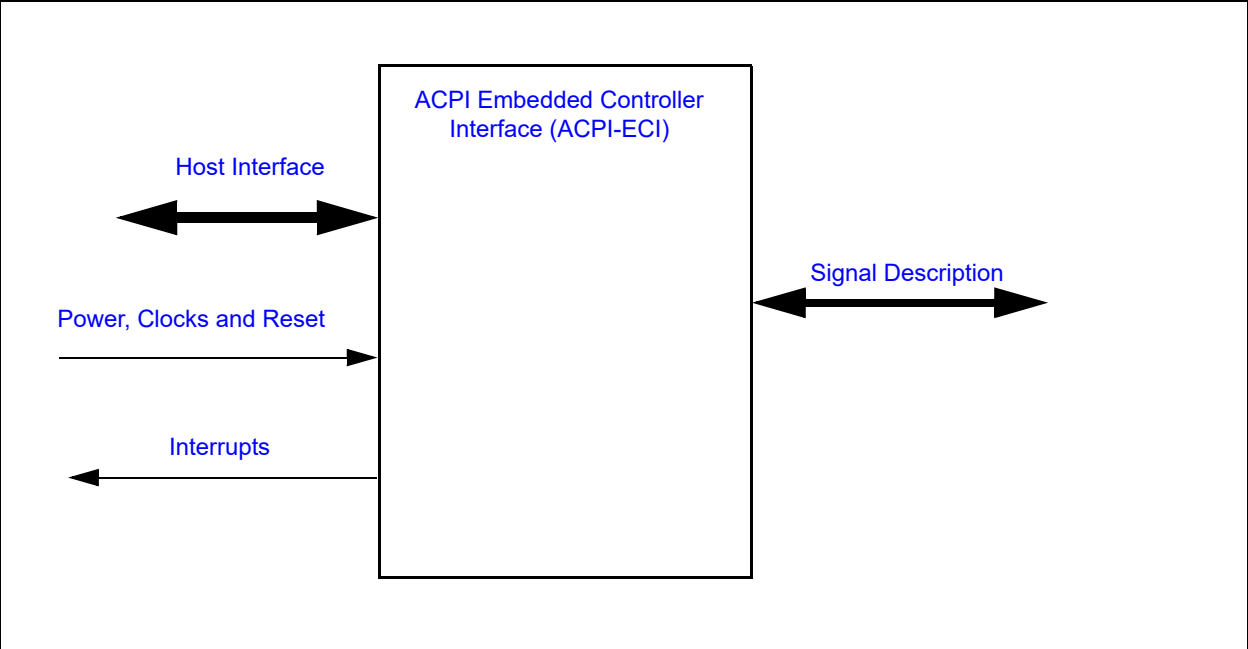 ACPI Embedded Controller
Interface (ACPI-ECI)
Host Interface
Signal Description
Power, Clocks and Reset
Interrupts